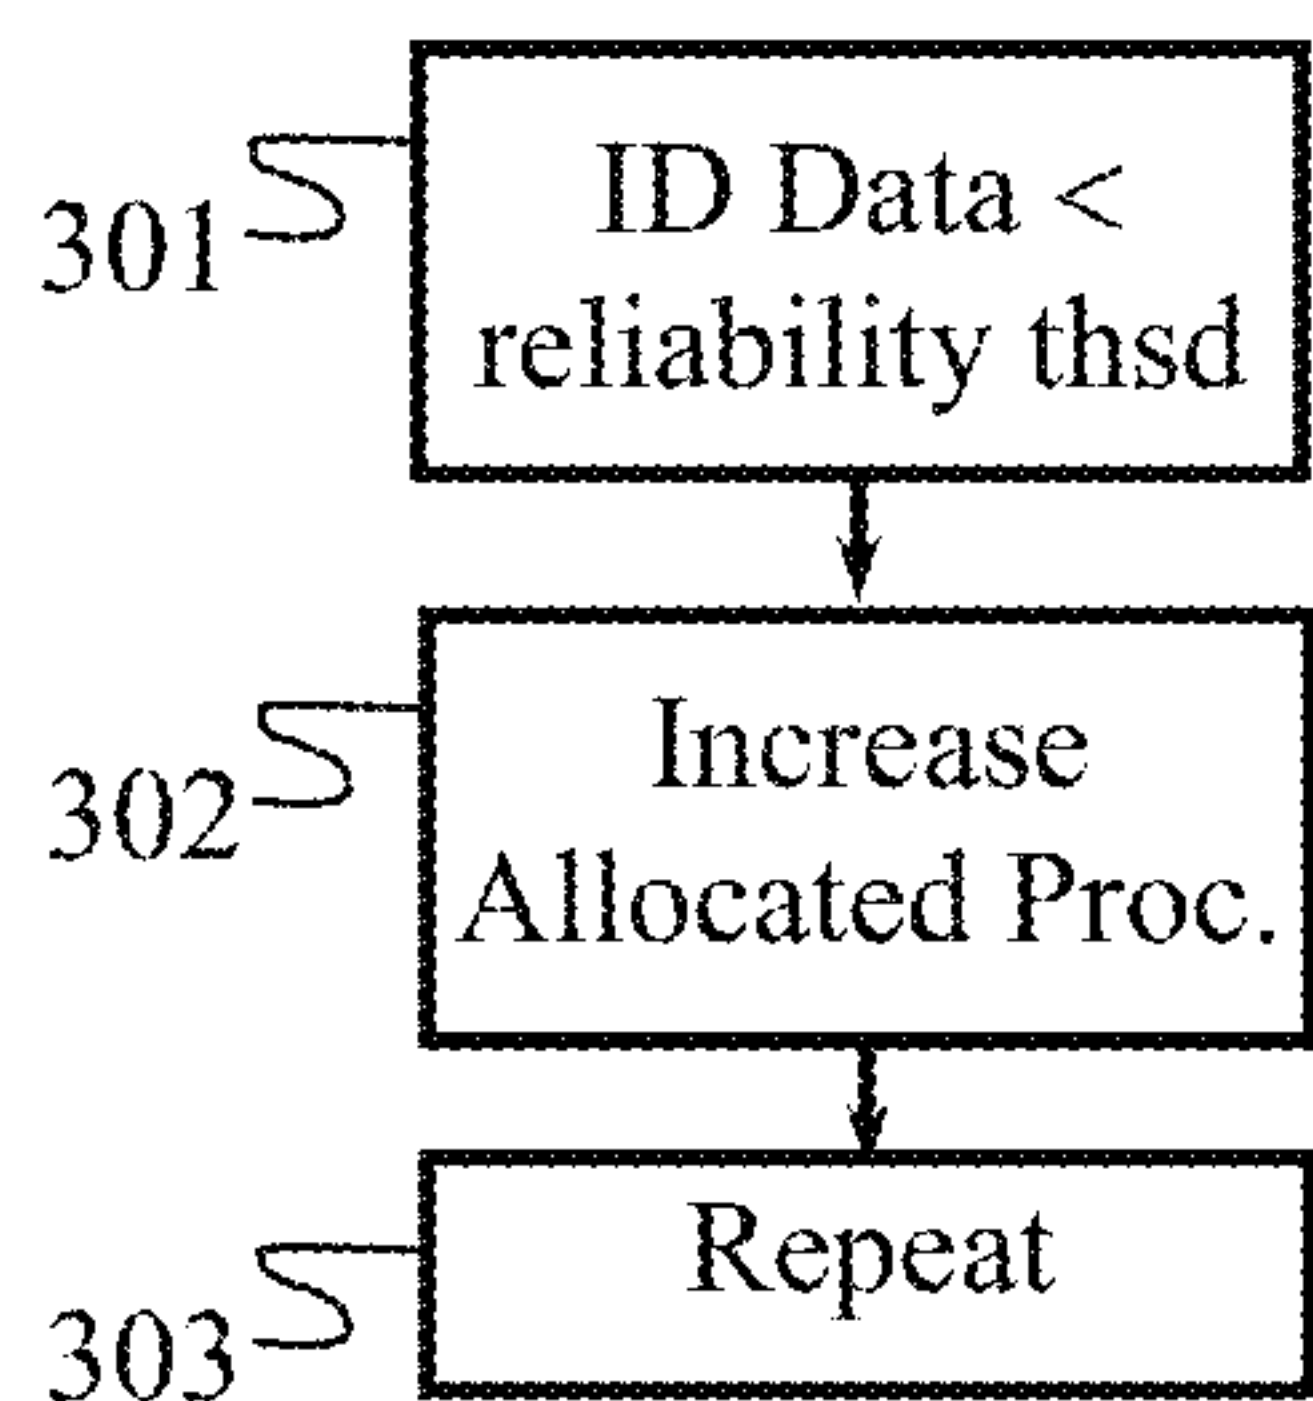 301
ID Data <
reliability thsd
302
Increase
Allocated Proc.
303
Repeat